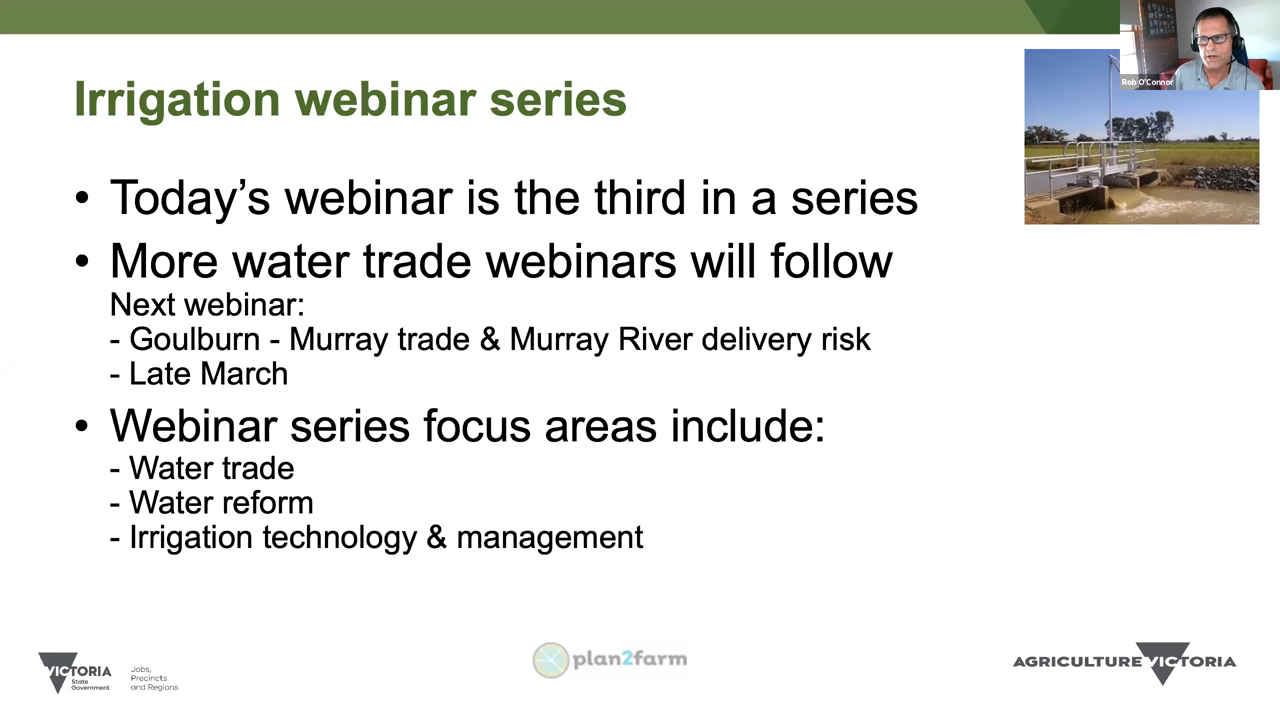 Rob O'Connor
Irrigation webinar series
• Today’s webinar is the third in a series
• More water trade webinars will follow
Next webinar:
- Goulburn - Murray trade & Murray River delivery risk
- Late March
• Webinar series focus areas include:
- Water trade
- Water reform
- Irrigation technology & management
VICTORIA
State
Government
Jobs,
Precincts
and Regions
plan2farm
AGRICULTURE VICTORIA